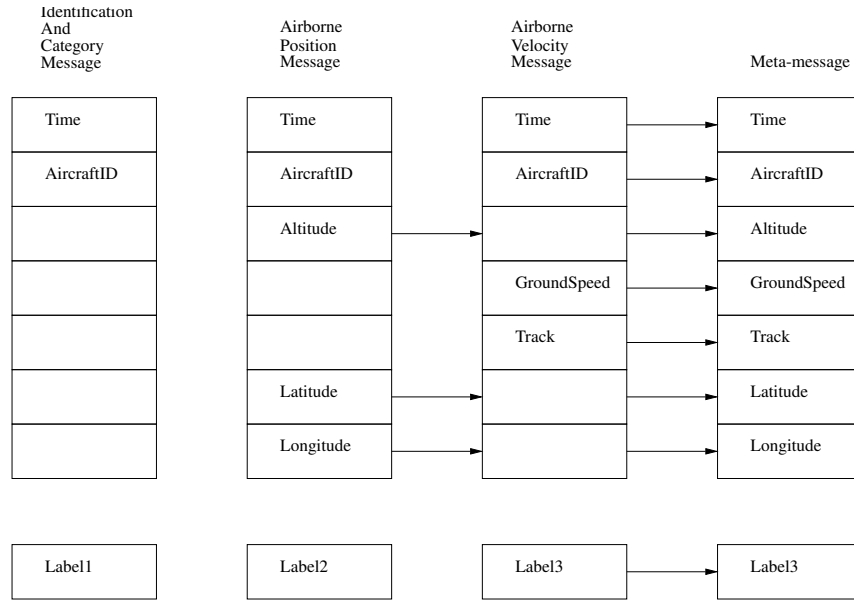 Identification
And
Category
Message
Airborne
Position
Message
Airborne
Velocity
Message
Meta-message
Time
AircraftID
Label1
Time
AircraftID
Altitude
Latitude
Longitude
Label2
Time
AircraftID
GroundSpeed
Track
Label3
Time
AircraftID
Altitude
GroundSpeed
Track
Latitude
Longitude
Label3